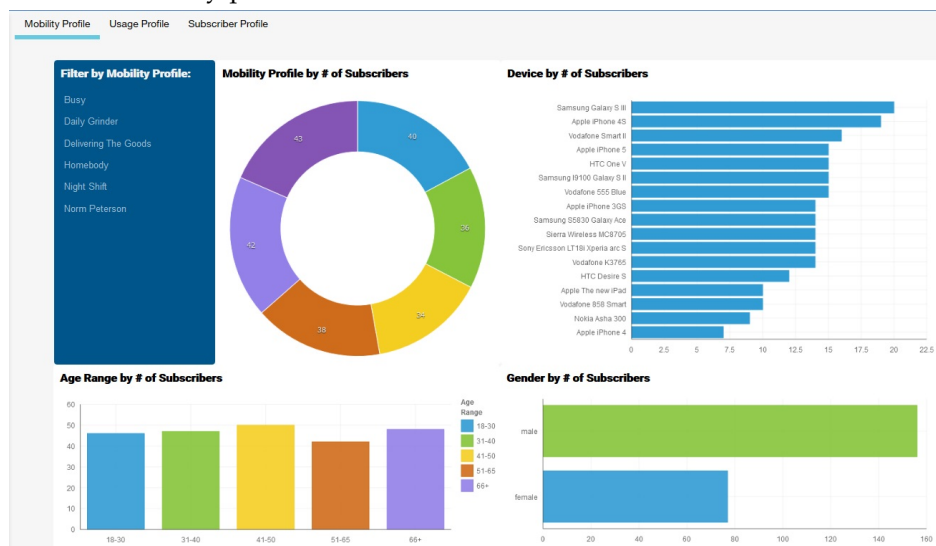 Mobility Profile Usage Profile Subscriber Profile
Filter by Mobility Profile:
Busy
Daily Grinder
Delivering The Goods
Homebody
Night Shift
Norm Peterson
Mobility Profile by # of Subscribers
40
36
34
38
42
43
Device by # of Subscribers
Samsung Galaxy S III
Apple iPhone 4S
Vodafone Smart II
Apple iPhone 5
HTC One V
Samsung I9100 Galaxy S II
Vodafone 555 Blue
Apple iPhone 3GS
Samsung S5830 Galaxy Ace
Sierra Wireless MC8705
Sony Ericsson LT18i Xperia arc S
Vodafone K3765
HTC Desire S
Apple The new iPad
Vodafone 858 Smart
Nokia Asha 300
Apple iPhone 4
0 2.5 5 7.5 10 12.5 15 17.5 20 22.5
Age Range by # of Subscribers
60
50
40
30
20
10
0
18-30 31-40 41-50 51-65 66+
Age
Range
18-30
31-40
41-50
51-65
66+
Gender by # of Subscribers
male
female
0 20 40 60 80 100 120 140 160